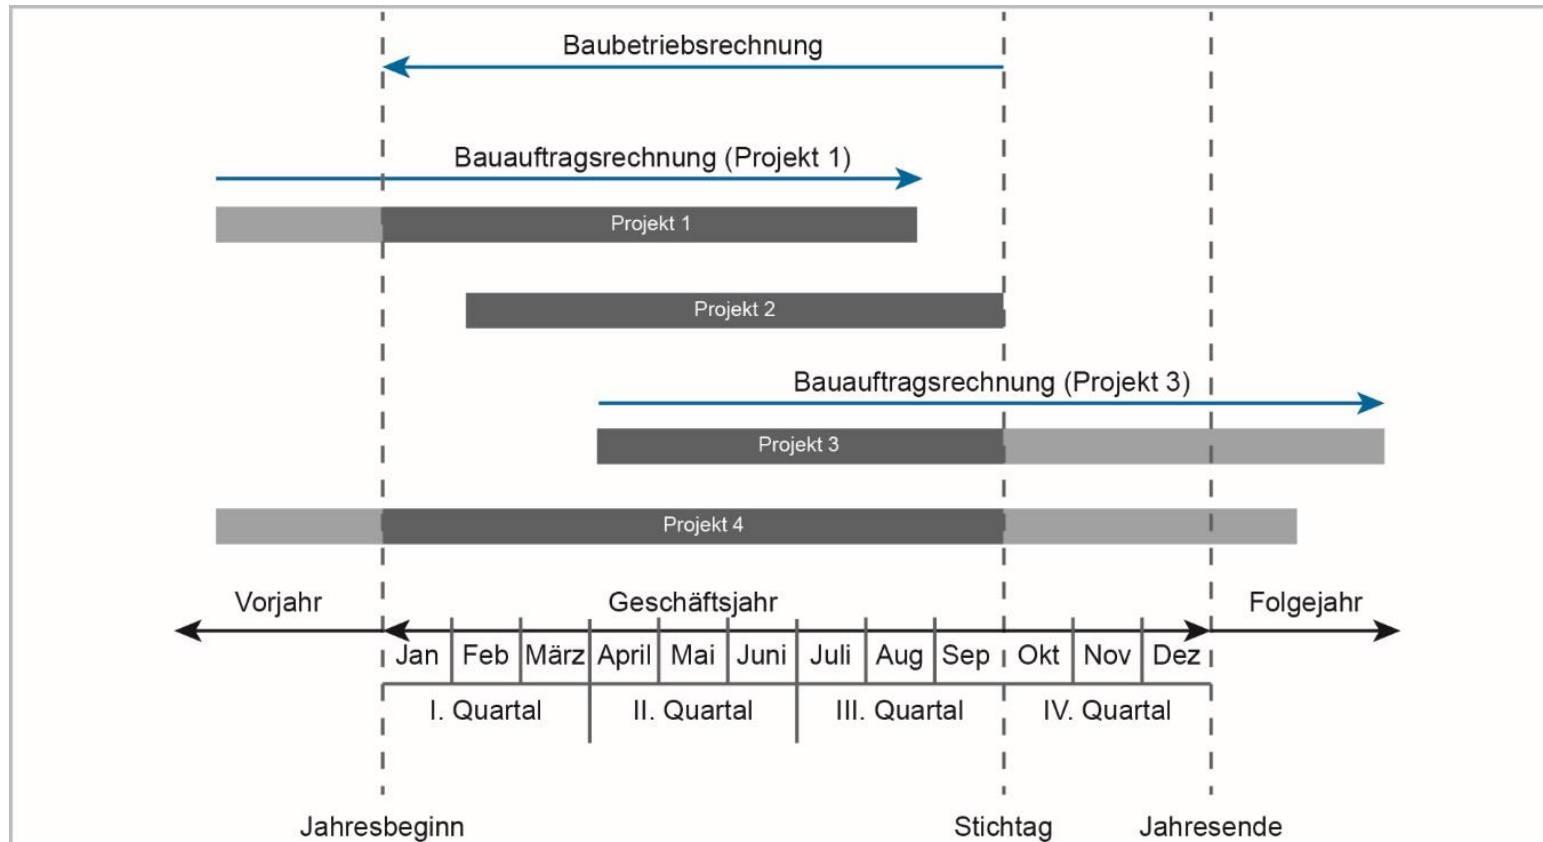 Baubetriebsrechnung
Bauauftragsrechnung (Projekt 1)
Projekt 1
Projekt 2
Bauauftragsrechnung (Projekt 3)
Projekt 3
Projekt 4
Vorjahr Geschäftsjahr Folgejahr
Jan Feb März April Mai Juni Juli Aug Sep Okt Nov Dez
I. Quartal II. Quartal III. Quartal IV. Quartal
Jahresbeginn Stichtag Jahresende